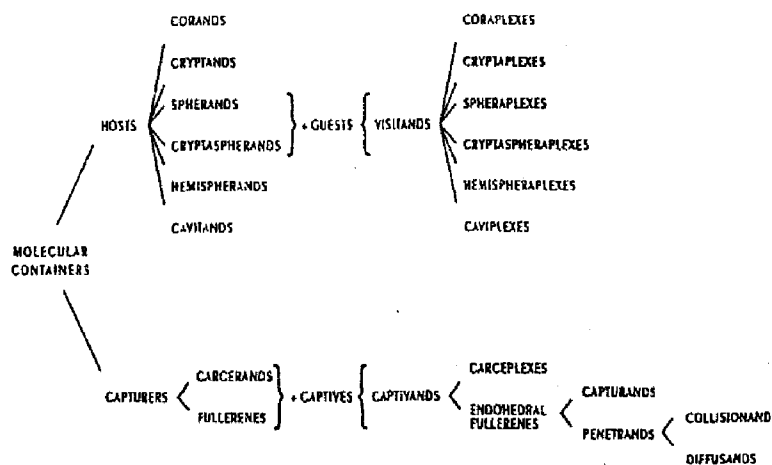 CORANDS
CRYPTANDS
SPHERANDS
HOSTS
CRYPTASPHERANDS
HEMISPHERANDS
CAVITANDS
+ GUESTS
VISITANDS
CORAPLEXES
CRYPTAPLEXES
SPHERAPLEXES
CRYPTASPHERAPLEXES
HEMISPHERAPLEXES
CAVIPLEXES
MOLECULAR
CONTAINERS
CAPTURERS
CARCERANDS
FULLERENES
+ CAPTIVES
CAPTIVANDS
CARCEPLEXES
ENDOHEDRAL
FULLERENES
CAPTURANDS
PENETRANDS
COLLISIONAND
DIFFUSANDS